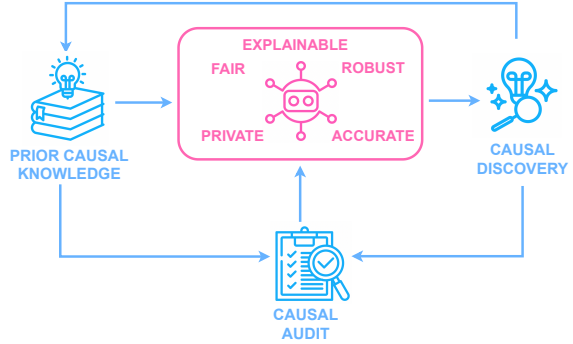 EXPLAINABLE
FAIR
ROBUST
PRIVATE
ACCURATE
PRIOR CAUSAL
KNOWLEDGE
CAUSAL
DISCOVERY
CAUSAL
AUDIT